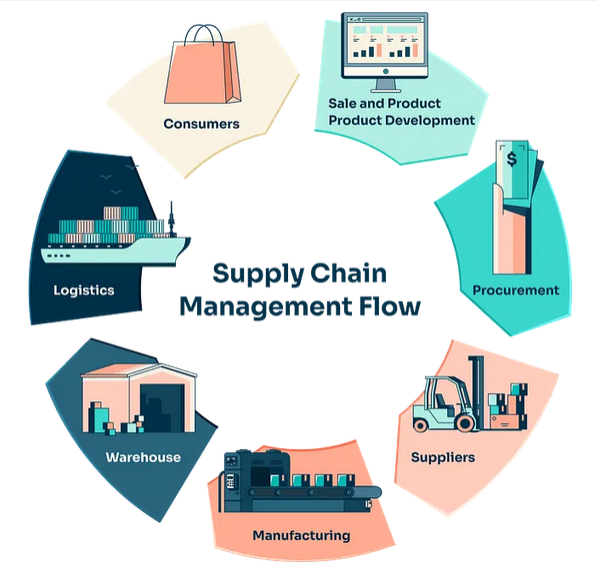 Consumers
Sale and Product
Product Development
$
Procurement
Logistics
Supply Chain
Management Flow
Suppliers
Warehouse
Manufacturing